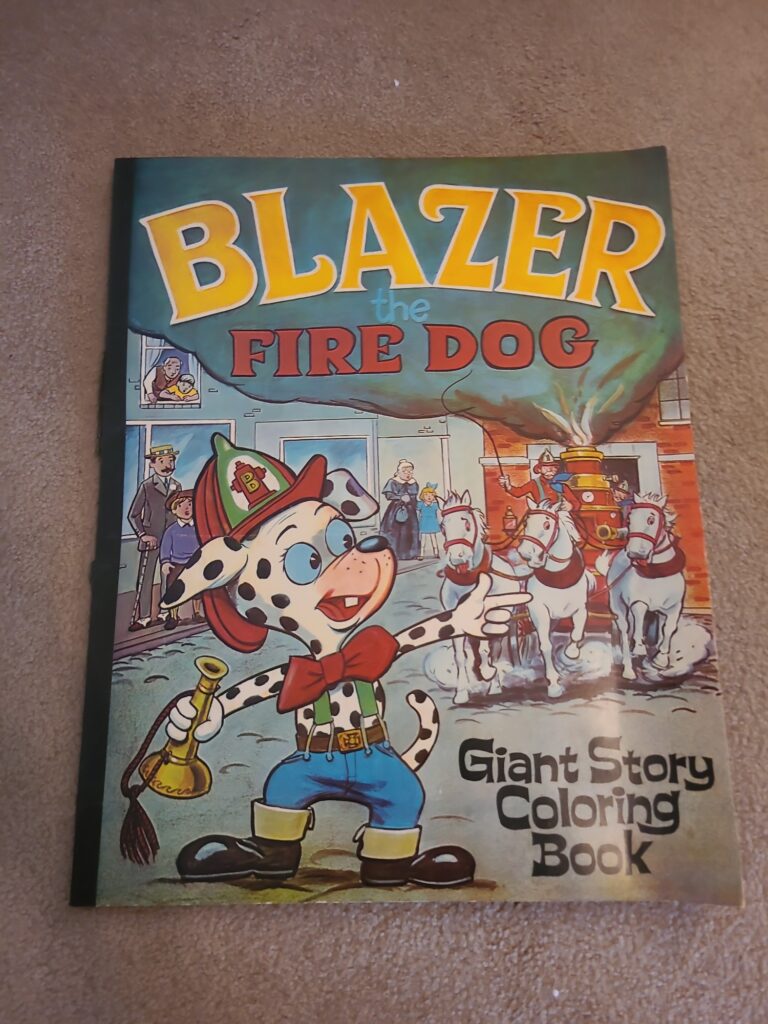 BLAZER
the
FIRE DOG
Giant Story
Coloring
Book